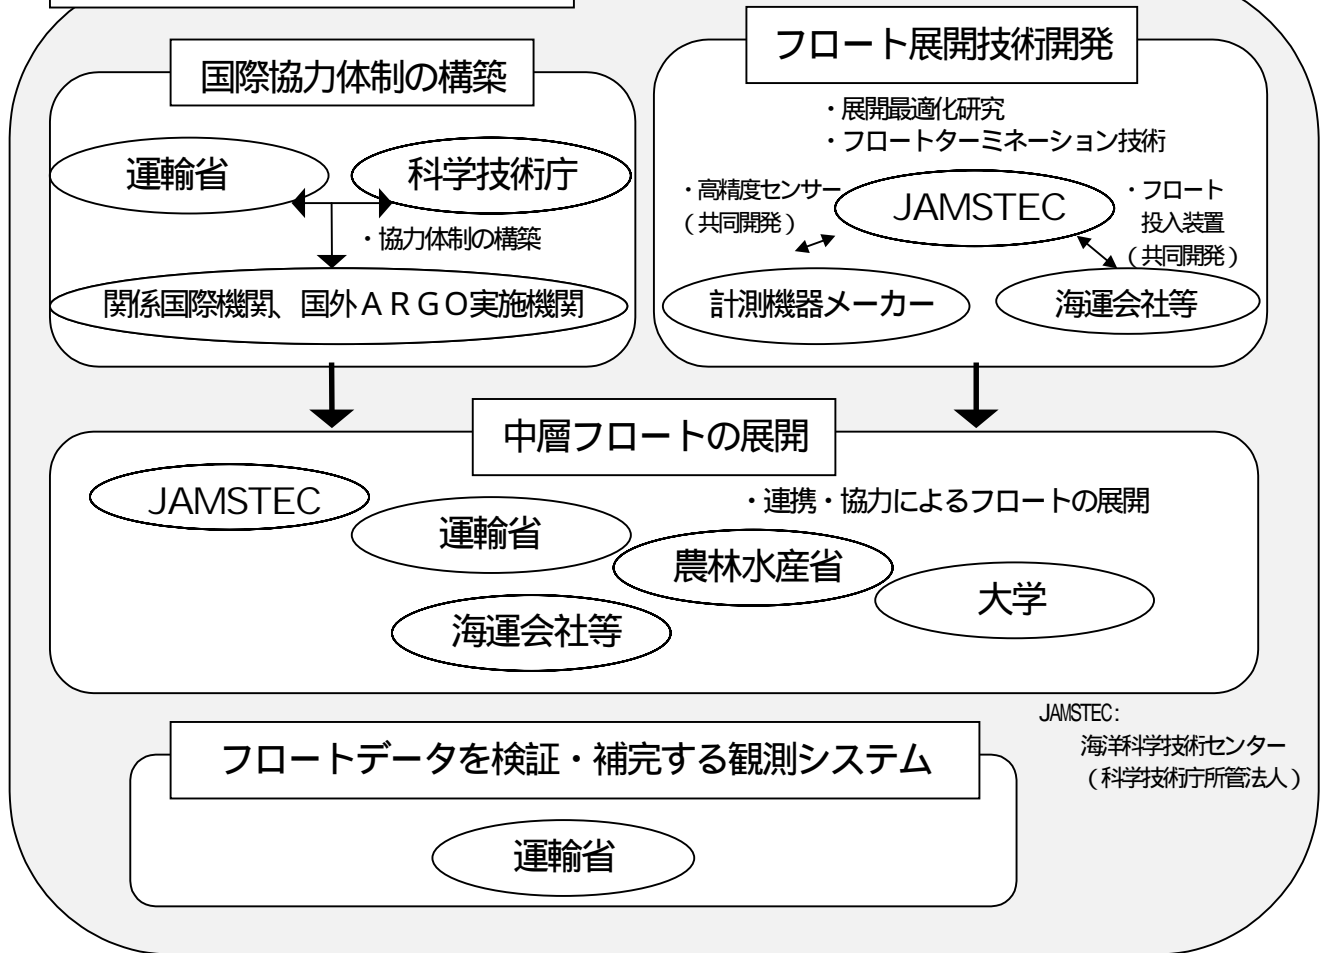 国際協力体制の構築
運輸省
科学技術庁
・協力体制の構築
関係国際機関、国外ＡＲＧＯ実施機関
フロート展開技術開発
・展開最適化研究
・フロートターミネーション技術
・高精度センサー
（共同開発）
JAMSTEC
・フロート
投入装置
（共同開発）
計測機器メーカー
海運会社等
中層フロートの展開
・連携・協力によるフロートの展開
JAMSTEC
運輸省
農林水産省
大学
海運会社等
JAMSTEC:
海洋科学技術センター
（科学技術庁所管法人）
フロートデータを検証・補完する観測システム
運輸省